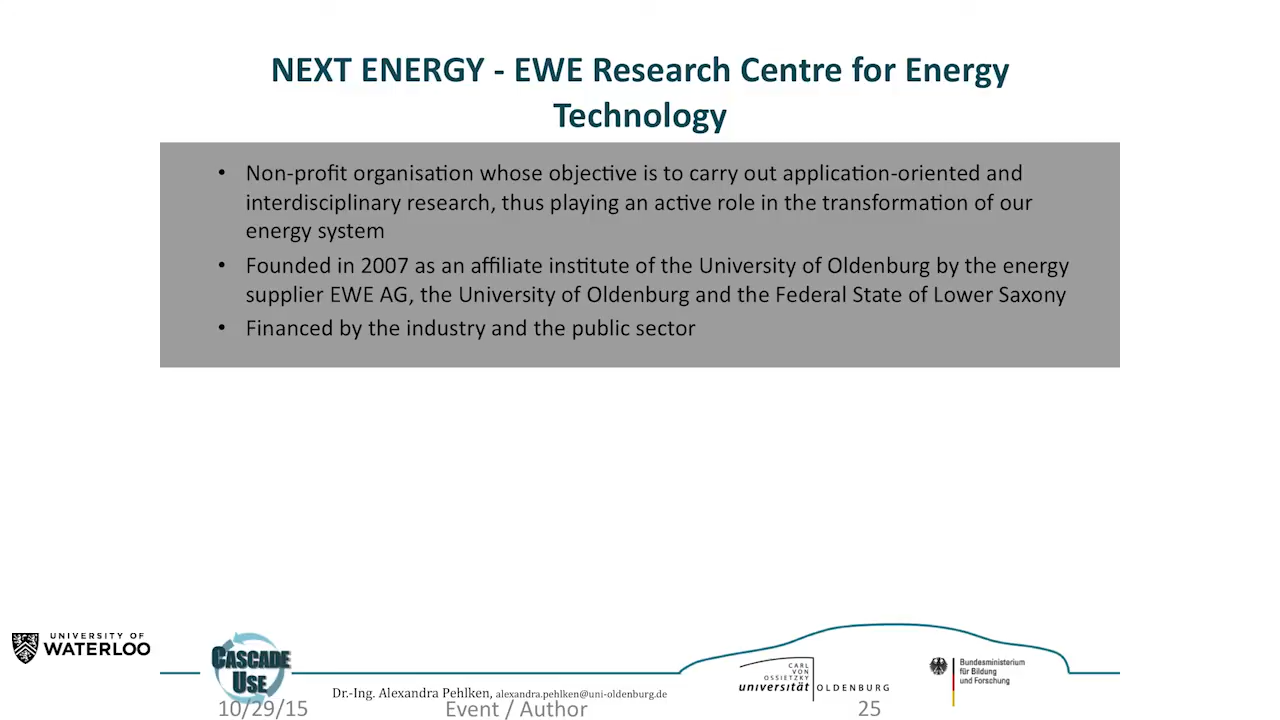 NEXT ENERGY - EWE Research Centre for Energy
Technology
• Non-profit organisation whose objective is to carry out application-oriented and
interdisciplinary research, thus playing an active role in the transformation of our
energy system
• Founded in 2007 as an affiliate institute of the University of Oldenburg by the energy
supplier EWE AG, the University of Oldenburg and the Federal State of Lower Saxony
• Financed by the industry and the public sector
UNIVERSITY OF
WATERLOO
CASCADE
USE
Dr.-Ing. Alexandra Pehlken, alexandra.pehlken@uni-oldenburg.de
CARL
VON
OSSIETZKY
universität OLDENBURG
Bundesministerium
für Bildung
und Forschung
10/29/15
Event / Author
25